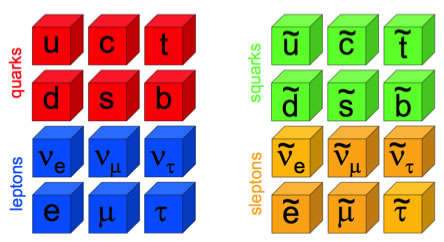 quarks
u c t
d s b
leptons
νe νμ ντ
e μ τ
squarks
ũ c̃ t̃
d̃ s̃ b̃
sleptons
ν̃e ν̃μ ν̃τ
ẽ μ̃ τ̃